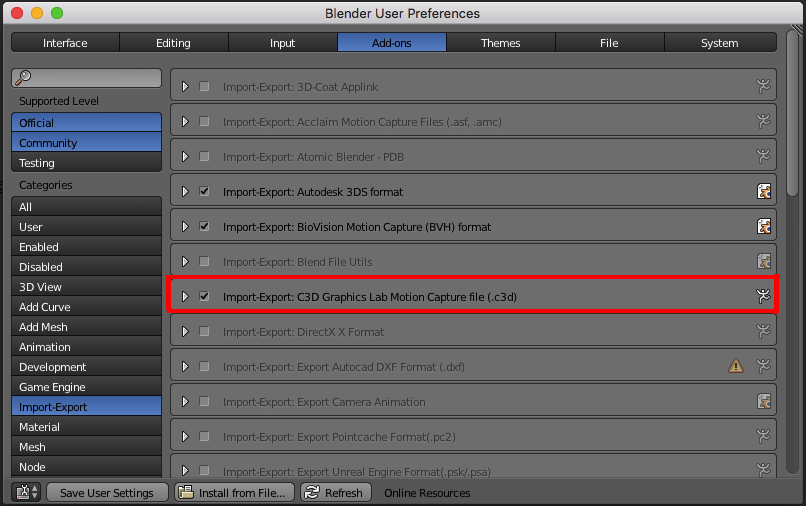 Blender User Preferences
Interface
Editing
Input
Add-ons
Themes
File
System
Supported Level
Official
Community
Testing
Categories
All
User
Enabled
Disabled
3D View
Add Curve
Add Mesh
Animation
Development
Game Engine
Import-Export
Material
Mesh
Node
Import-Export: 3D-Coat Applink
Import-Export: Acclaim Motion Capture Files (.asf, .amc)
Import-Export: Atomic Blender - PDB
Import-Export: Autodesk 3DS format
Import-Export: BioVision Motion Capture (BVH) format
Import-Export: Blend File Utils
Import-Export: C3D Graphics Lab Motion Capture file (.c3d)
Import-Export: DirectX X Format
Import-Export: Export Autocad DXF Format (.dxf)
Import-Export: Export Camera Animation
Import-Export: Export Pointcache Format(.pc2)
Import-Export: Export Unreal Engine Format(.psk/.psa)
Save User Settings
Install from File...
Refresh
Online Resources